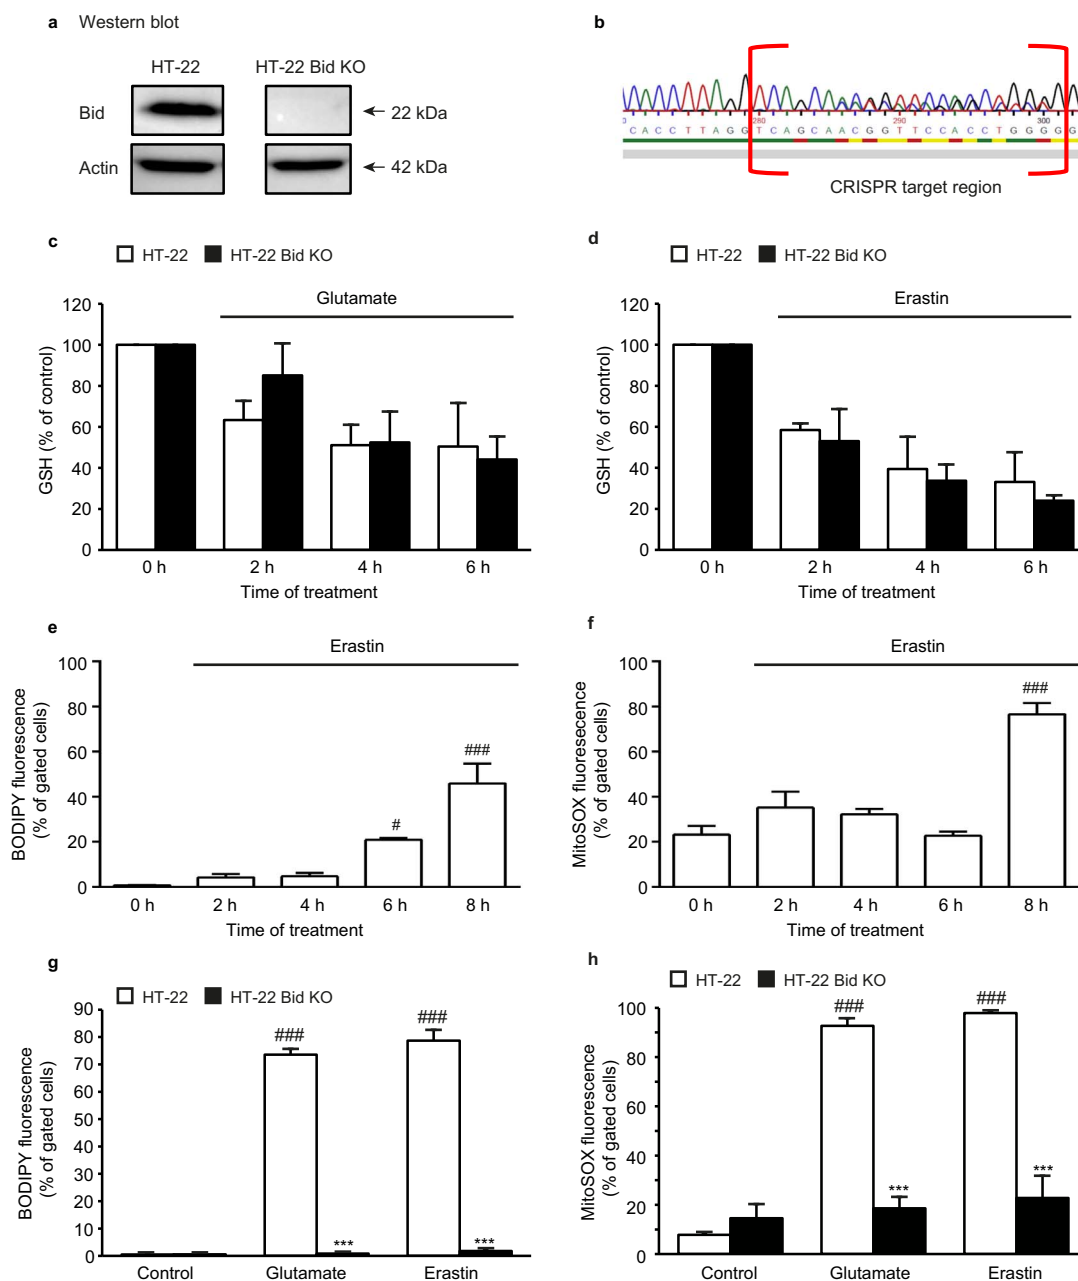 a Western blot
HT-22 HT-22 Bid KO
Bid ← 22 kDa
Actin ← 42 kDa
b
280 290 300
C A C C T T A G G T C A G C A A C G G T T C C A C C T G G G G G
CRISPR target region
c
HT-22 HT-22 Bid KO
Glutamate
120
100
80
60
40
20
0
GSH (% of control)
0 h 2 h 4 h 6 h
Time of treatment
d
HT-22 HT-22 Bid KO
Erastin
120
100
80
60
40
20
0
GSH (% of control)
0 h 2 h 4 h 6 h
Time of treatment
e
Erastin
100
80
60
40
20
0
BODIPY fluorescence
(% of gated cells)
# ###
0 h 2 h 4 h 6 h 8 h
Time of treatment
f
Erastin
100
80
60
40
20
0
MitoSOX fluoresecence
(% of gated cells)
###
0 h 2 h 4 h 6 h 8 h
Time of treatment
g
HT-22 HT-22 Bid KO
90
80
70
60
50
40
30
20
10
0
BODIPY fluorescence
(% of gated cells)
### ###
*** ***
Control Glutamate Erastin
h
HT-22 HT-22 Bid KO
100
80
60
40
20
0
MitoSOX fluorescence
(% of gated cells)
### ###
*** ***
Control Glutamate Erastin